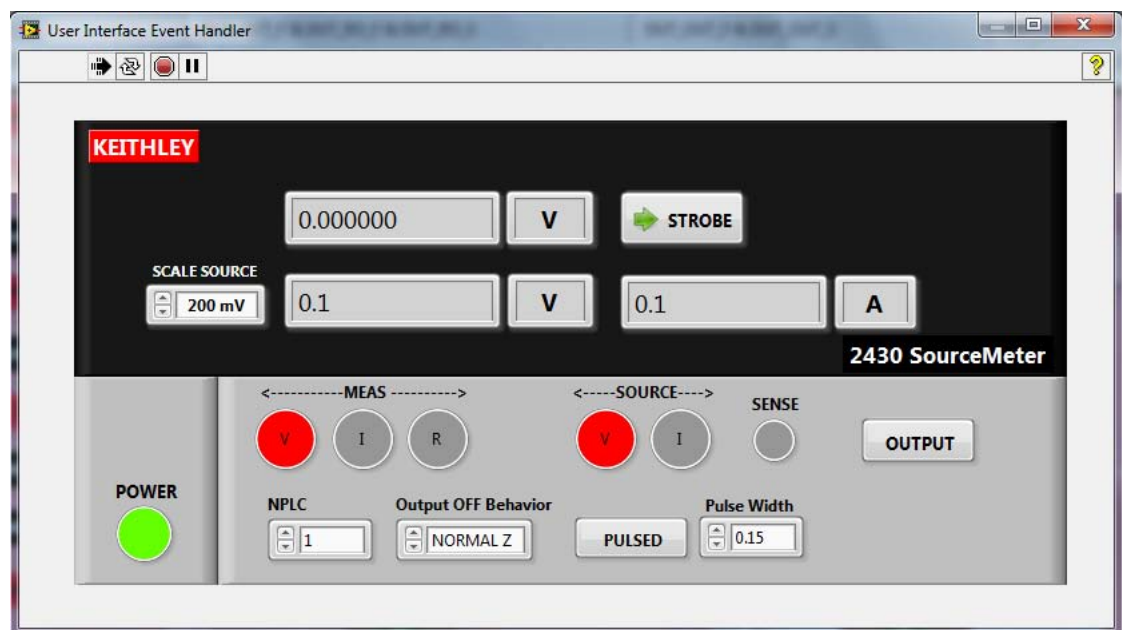 User Interface Event Handler
KEITHLEY
0.000000 V STROBE
SCALE SOURCE
200 mV 0.1 V 0.1 A
2430 SourceMeter
<-----------MEAS ----------> <-----SOURCE----> SENSE
V I R V I OUTPUT
POWER NPLC Output OFF Behavior Pulse Width
1 NORMAL Z PULSED 0.15